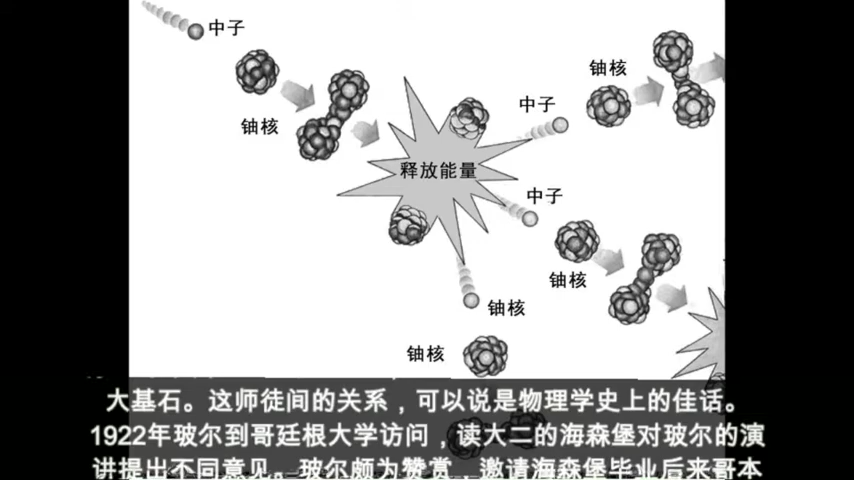 中子
铀核
中子
铀核
释放能量
中子
铀核
铀核
铀核
大基石。这师徒间的关系，可以说是物理学史上的佳话。
1922年玻尔到哥廷根大学访问，读大二的海森堡对玻尔的演
讲提出不同意见。玻尔颇为赞赏，邀请海森堡毕业后来哥本